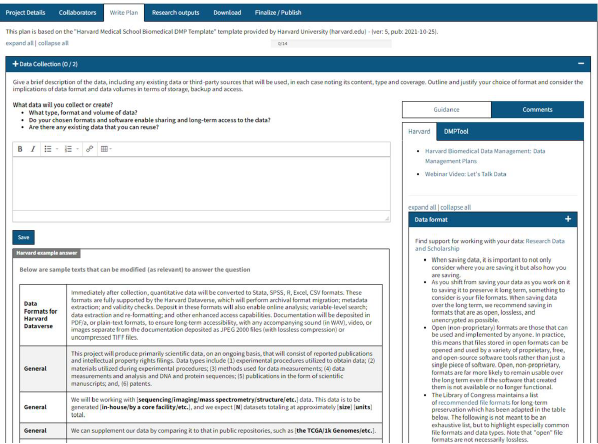 Project Details Collaborators Write Plan Research outputs Download Finalize / Publish
This plan is based on the "Harvard Medical School Biomedical DMP Template" template provided by Harvard University (harvard.edu) - (ver: 5, pub: 2021-10-25).
expand all | collapse all
0/14
Data Collection (0 / 2)
Give a brief description of the data, including any existing data or third-party sources that will be used, in each case noting its content, type and coverage. Outline and justify your choice of format and consider the
implications of data format and data volumes in terms of storage, backup and access.
What data will you collect or create?
• What type, format and volume of data?
• Do your chosen formats and software enable sharing and long-term access to the data?
• Are there any existing data that you can reuse?
B I
Save
Harvard example answer
Below are sample texts that can be modified (as relevant) to answer the question
Data
Formats for
Harvard
Dataverse
Immediately after collection, quantitative data will be converted to Stata, SPSS, R, Excel, CSV formats. These
formats are fully supported by the Harvard Dataverse, which will perform archival format migration; metadata
extraction; and validity checks. Deposit in these formats will also enable online analysis; variable-level search;
data extraction and re-formatting; and other enhanced access capabilities. Documentation will be deposited in
PDF/a, or plain-text formats, to ensure long-term accessibility, with any accompanying sound (in WAV), video, or
images separate from the documentation deposited as JPEG 2000 files (with lossless compression) or
uncompressed TIFF files.
General
This project will produce primarily scientific data, on an ongoing basis, that will consist of reported publications
and intellectual property rights filings. Data types include (1) experimental procedures utilized to obtain data; (2)
materials utilized during experimental procedures; (3) methods used for data measurements; (4) data
measurements and analysis and DNA and protein sequences; (5) publications in the form of scientific
manuscripts; and, (6) patents.
General
We will be working with [sequencing/imaging/mass spectrometry/structure/etc.] data. This data is to be
generated [in-house/by a core facility/etc.], and we expect [N] datasets totaling at approximately [size] [units]
total.
General
We can supplement our data by comparing it to that in public repositories, such as [the TCGA/1k Genomes/etc.].
Guidance Comments
Harvard DMPTool
• Harvard Biomedical Data Management: Data
Management Plans
• Webinar Video: Let's Talk Data
expand all | collapse all
Data format
Find support for working with your data: Research Data
and Scholarship
• When saving data, it is important to not only
consider where you are saving it but also how you
are saving.
• As you shift from saving your data as you work on it
to saving it to preserve it long term, something to
consider is your file formats. When saving data
over the long term, we recommend saving in
formats that are as open, lossless, and
unencrypted as possible.
• Open (non-proprietary) formats are those that can
be used and implemented by anyone. In practice,
this means that files stored in open formats can be
opened and used by a variety of proprietary, free,
and open source software tools rather than just a
single piece of software. Open, non-proprietary,
formats are far more likely to remain usable over
the long term even if the software that created
them is not available or no longer functional.
• The Library of Congress maintains a list
of recommended file formats for long-term
preservation which has been adapted in the table
below. The following is not meant to be an
exhaustive list, but to highlight especially common
file formats and data types. Note that "open" file
formats are not necessarily lossless.